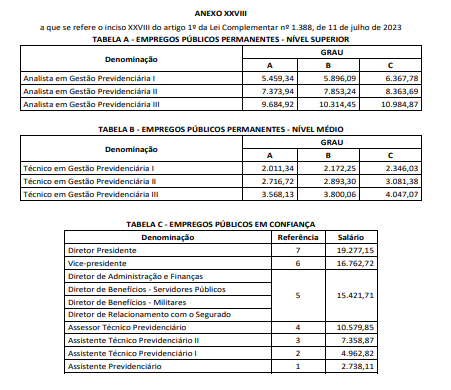 ANEXO XXVIII
a que se refere o inciso XXVIII do artigo 1º da Lei Complementar nº 1.388, de 11 de julho de 2023
TABELA A - EMPREGOS PÚBLICOS PERMANENTES - NÍVEL SUPERIOR
Denominação GRAU
A B C
Analista em Gestão Previdenciária I 5.459,34 5.896,09 6.367,78
Analista em Gestão Previdenciária II 7.373,94 7.853,24 8.363,69
Analista em Gestão Previdenciária III 9.684,92 10.314,45 10.984,87
TABELA B - EMPREGOS PÚBLICOS PERMANENTES - NÍVEL MÉDIO
Denominação GRAU
A B C
Técnico em Gestão Previdenciária I 2.011,34 2.172,25 2.346,03
Técnico em Gestão Previdenciária II 2.716,72 2.893,30 3.081,38
Técnico em Gestão Previdenciária III 3.568,13 3.800,06 4.047,07
TABELA C - EMPREGOS PÚBLICOS EM CONFIANÇA
Denominação Referência Salário
Diretor Presidente 7 19.277,15
Vice-presidente 6 16.762,72
Diretor de Administração e Finanças
Diretor de Benefícios - Servidores Públicos
Diretor de Benefícios - Militares
Diretor de Relacionamento com o Segurado
5 15.421,71
Assessor Técnico Previdenciário 4 10.579,85
Assistente Técnico Previdenciário II 3 7.358,87
Assistente Técnico Previdenciário I 2 4.962,82
Assistente Previdenciário 1 2.738,11